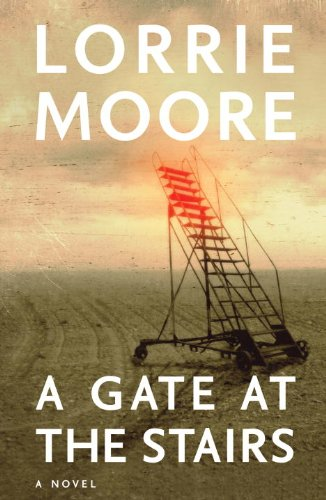 LORRIE
MOORE
A GATE AT
THE STAIRS
A NOVEL